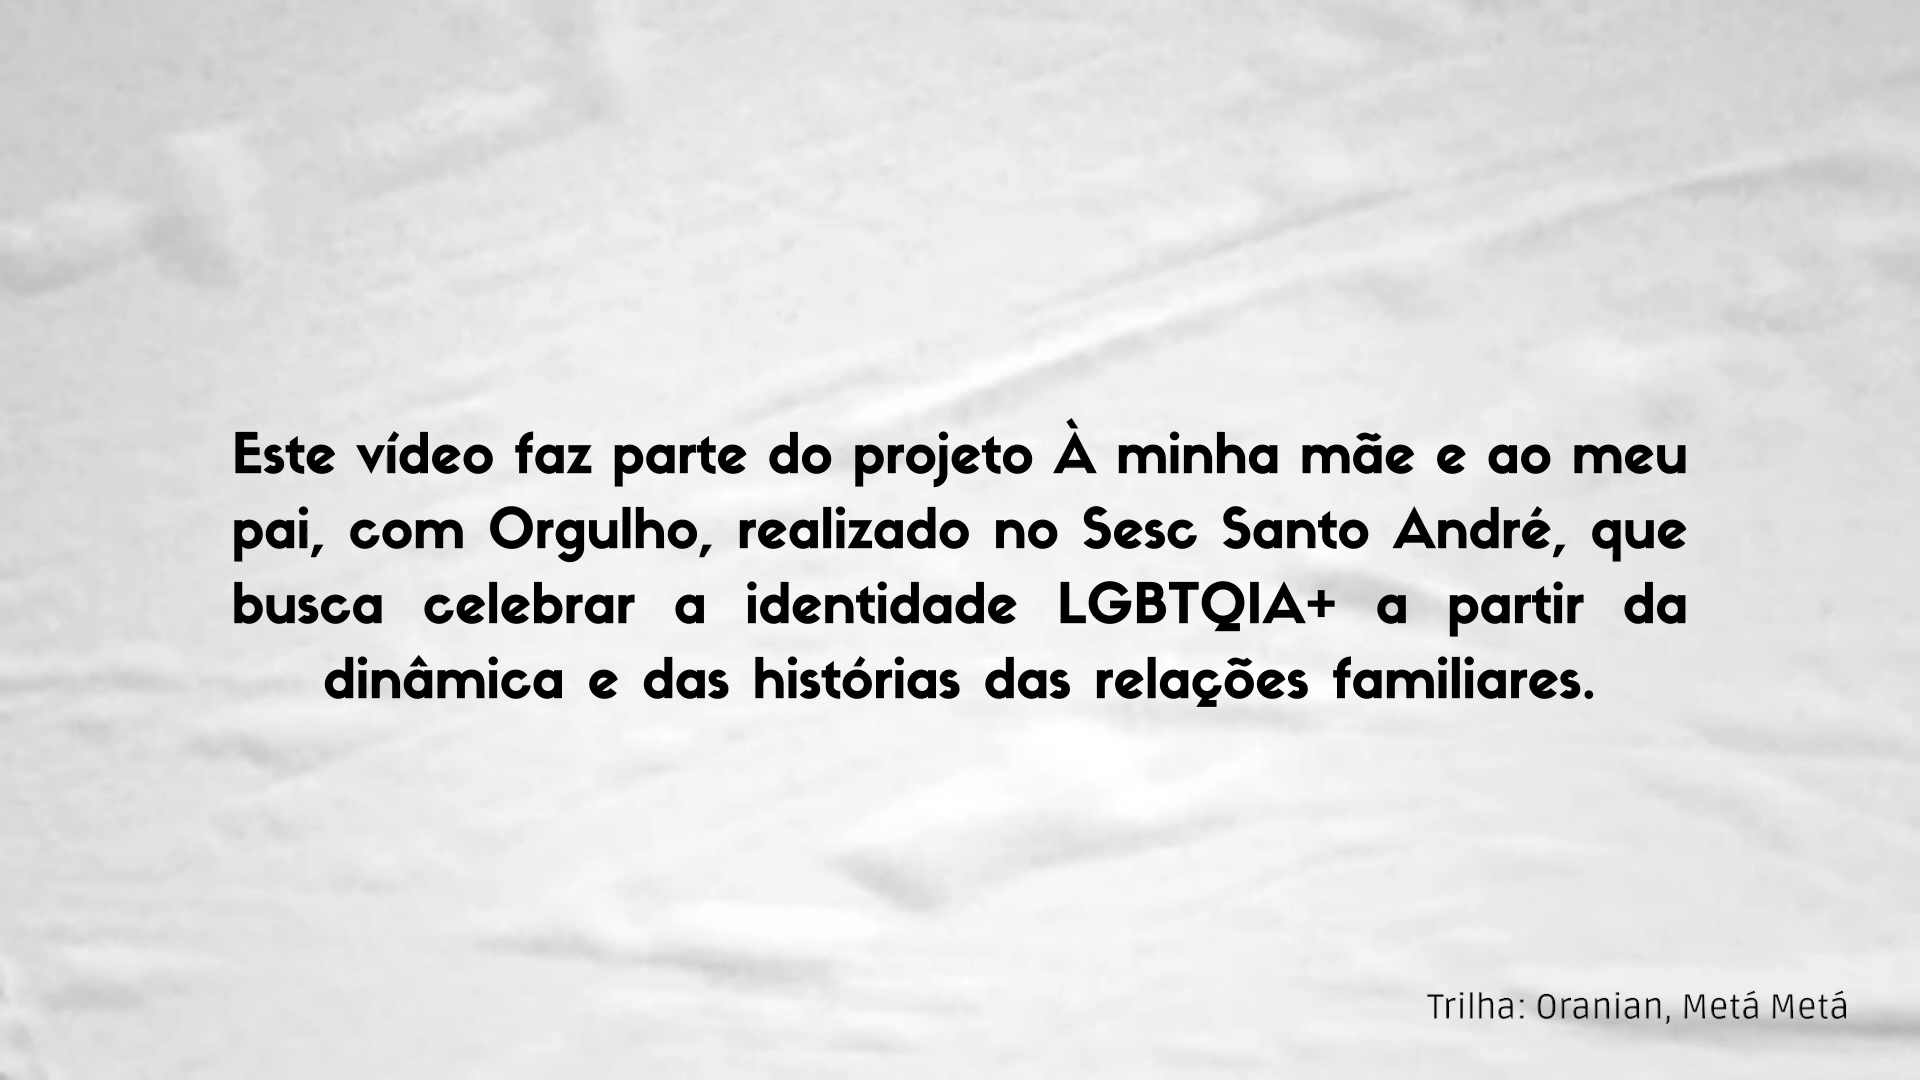 Este vídeo faz parte do projeto À minha mãe e ao meu
pai, com Orgulho, realizado no Sesc Santo André, que
busca celebrar a identidade LGBTQIA+ a partir da
dinâmica e das histórias das relações familiares.
Trilha: Oranian, Metá Metá